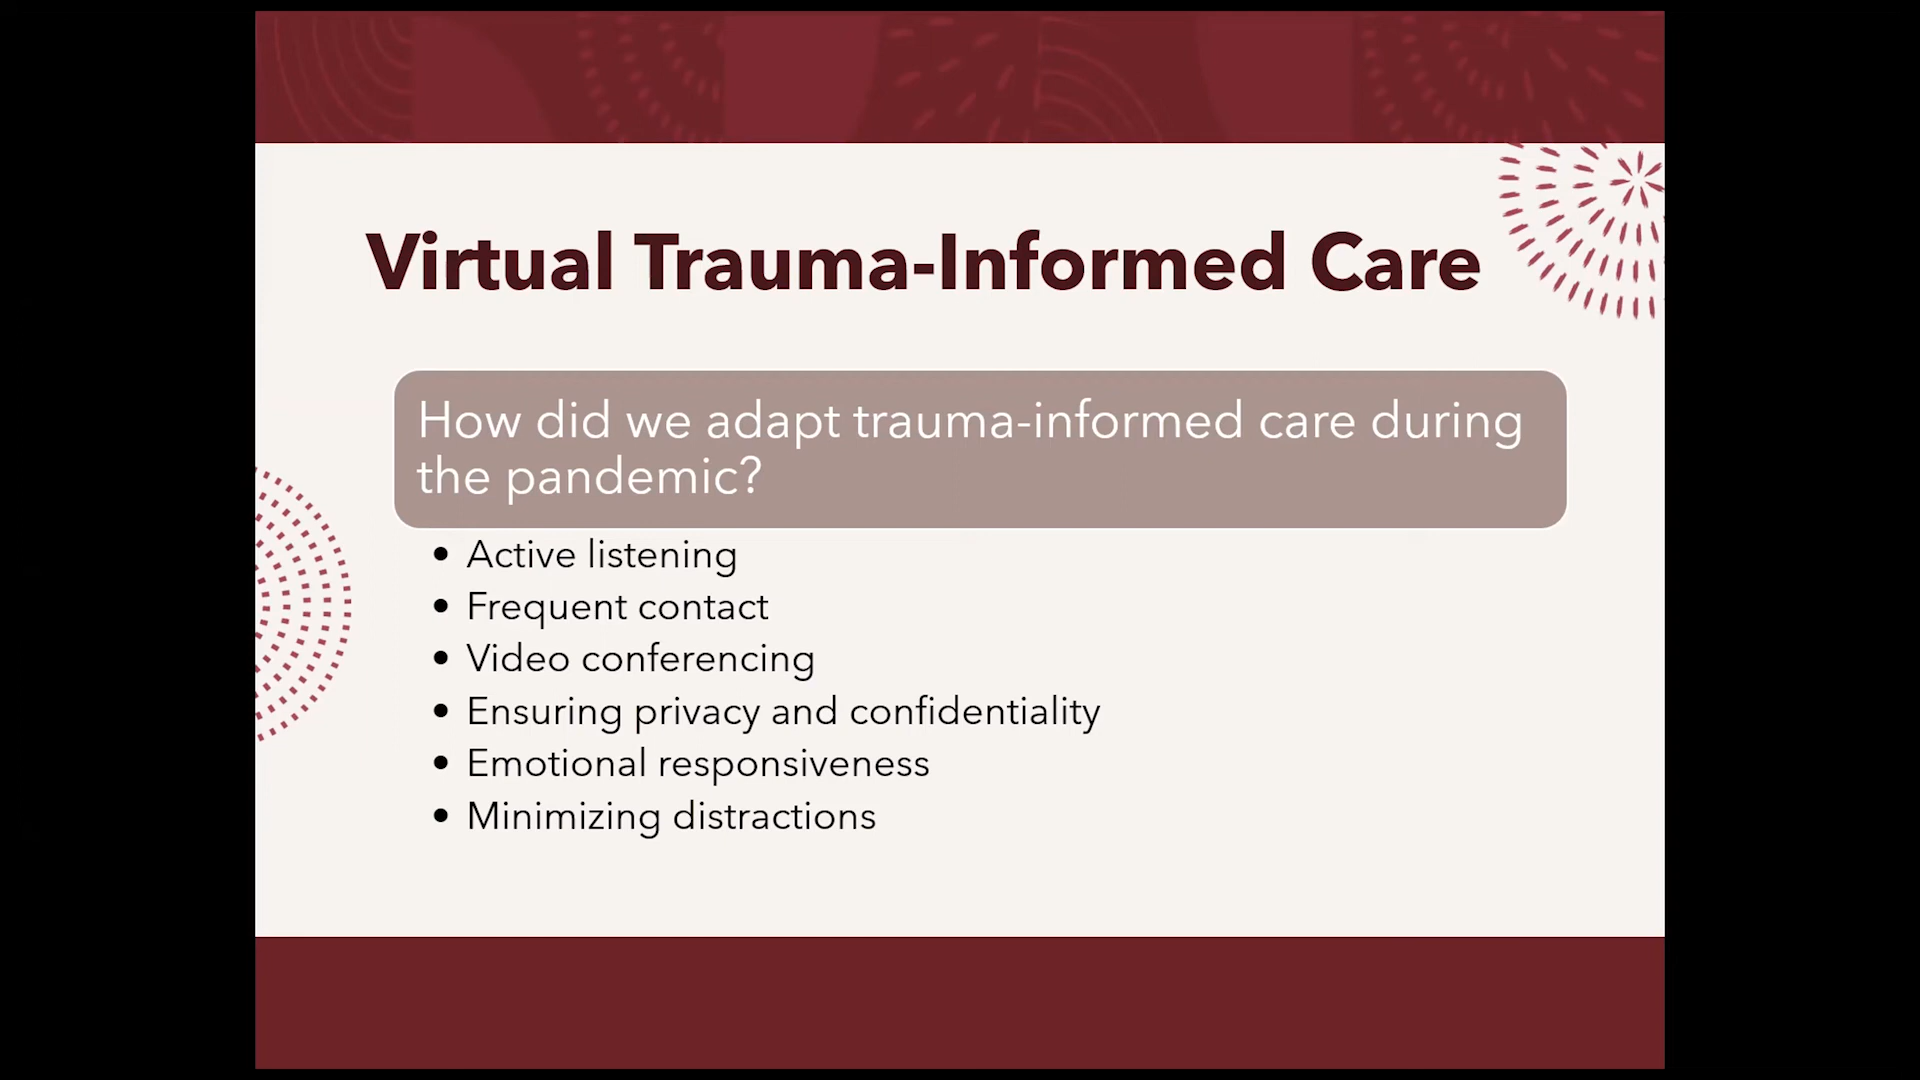 Virtual Trauma-Informed Care
How did we adapt trauma-informed care during
the pandemic?
• Active listening
• Frequent contact
• Video conferencing
• Ensuring privacy and confidentiality
• Emotional responsiveness
• Minimizing distractions